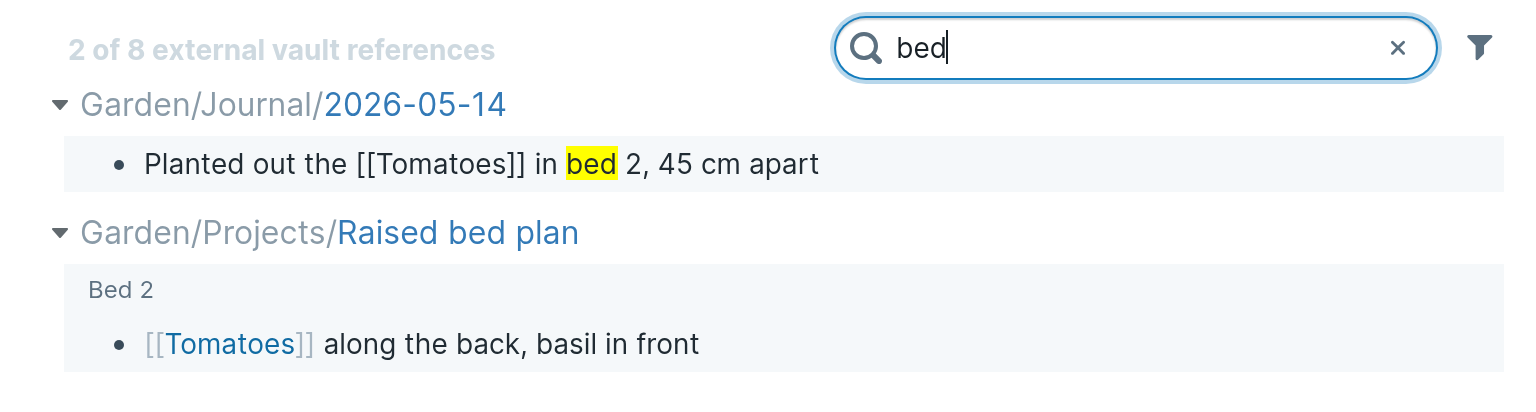 2 of 8 external vault references
bed
Garden/Journal/2026-05-14
Planted out the [[Tomatoes]] in bed 2, 45 cm apart
Garden/Projects/Raised bed plan
Bed 2
[[Tomatoes]] along the back, basil in front